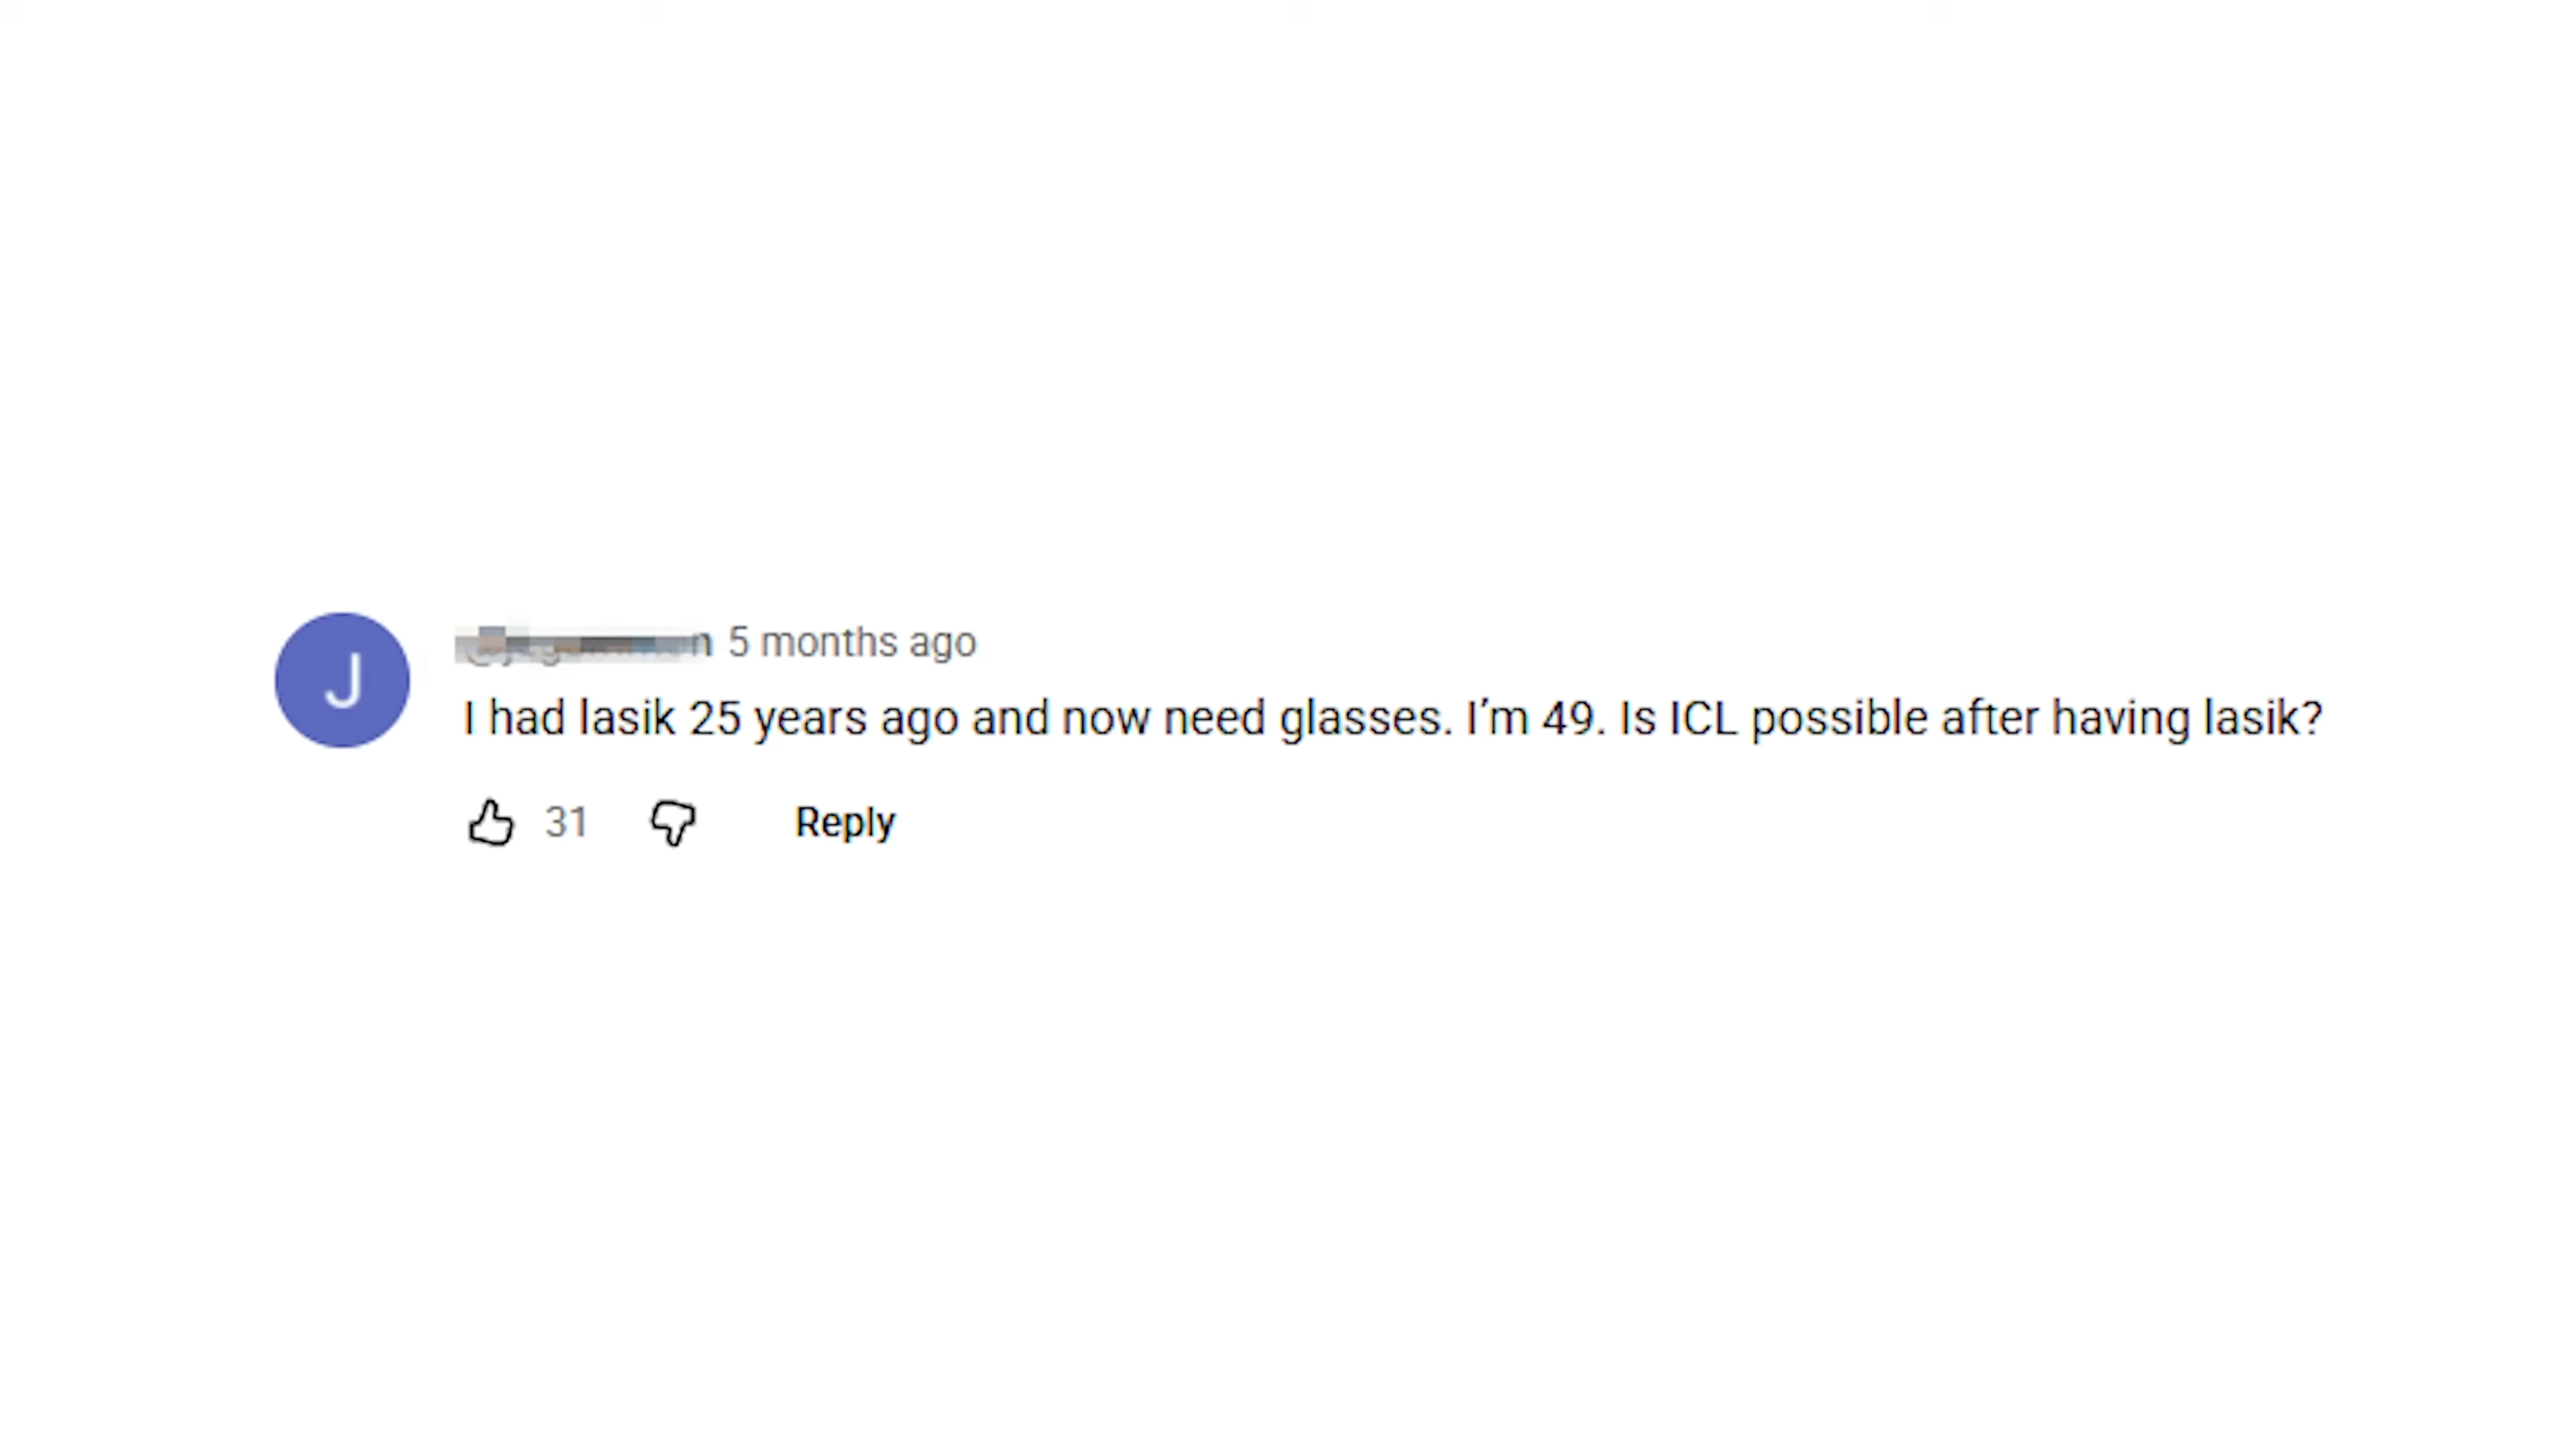 J
5 months ago
I had lasik 25 years ago and now need glasses. I’m 49. Is ICL possible after having lasik?
31 Reply